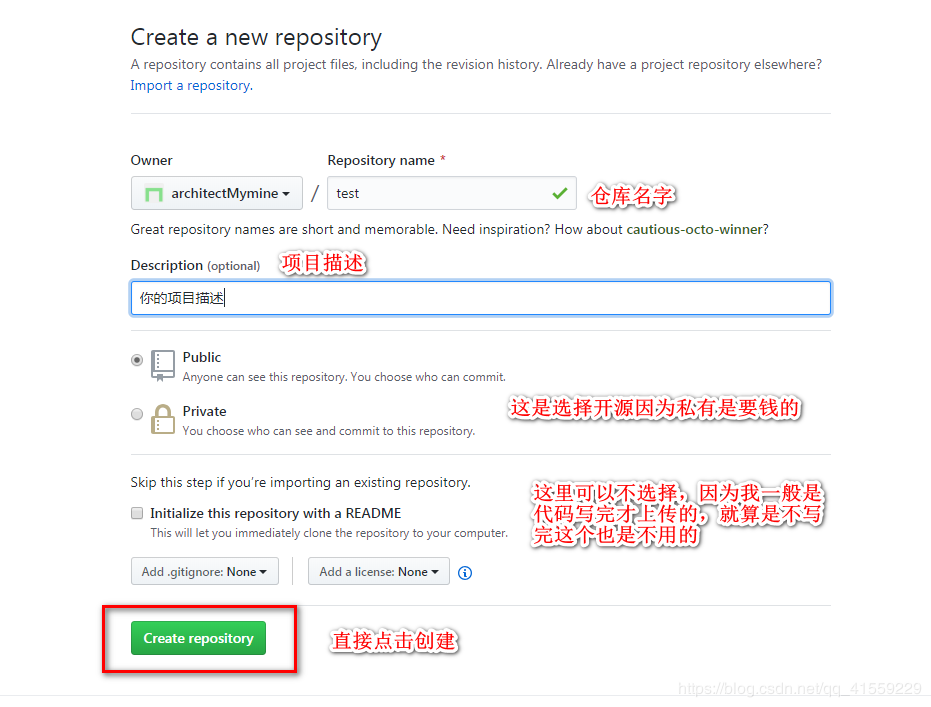 Create a new repository
A repository contains all project files, including the revision history. Already have a project repository elsewhere?
Import a repository.
Owner
Repository name *
architectMymine
/
test
仓库名字
Great repository names are short and memorable. Need inspiration? How about cautious-octo-winner?
Description (optional)
项目描述
你的项目描述
Public
Anyone can see this repository. You choose who can commit.
Private
You choose who can see and commit to this repository.
这是选择开源因为私有是要钱的
Skip this step if you're importing an existing repository.
Initialize this repository with a README
This will let you immediately clone the repository to your computer.
这里可以不选择，因为我一般是
代码写完才上传的，就算是不写
完这个也是不用的
Add .gitignore: None
Add a license: None
Create repository
直接点击创建
https://blog.csdn.net/qq_41559229